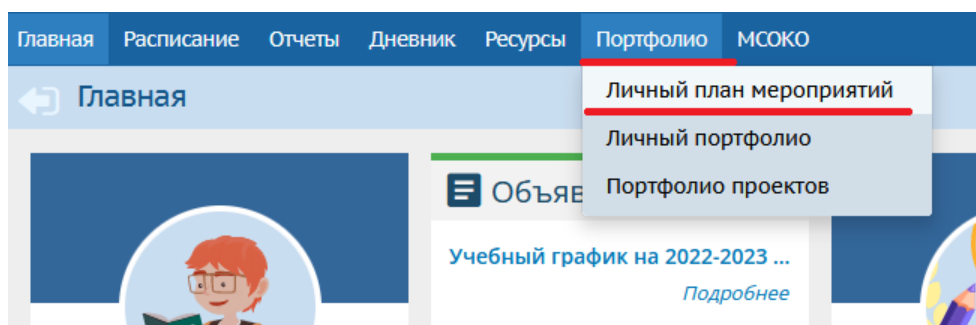 Главная Расписание Отчеты Дневник Ресурсы Портфолио МСОКО
Главная
Личный план мероприятий
Личный портфолио
Портфолио проектов
Объяв
Учебный график на 2022-2023 ...
Подробнее